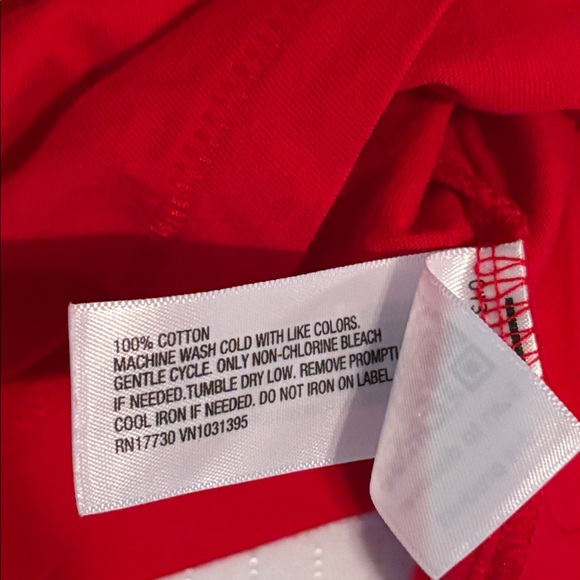 100% COTTON
MACHINE WASH COLD WITH LIKE COLORS.
GENTLE CYCLE. ONLY NON-CHLORINE BLEACH
IF NEEDED.TUMBLE DRY LOW. REMOVE PROMPTL
COOL IRON IF NEEDED. DO NOT IRON ON LABEL
RN17730 VN1031395